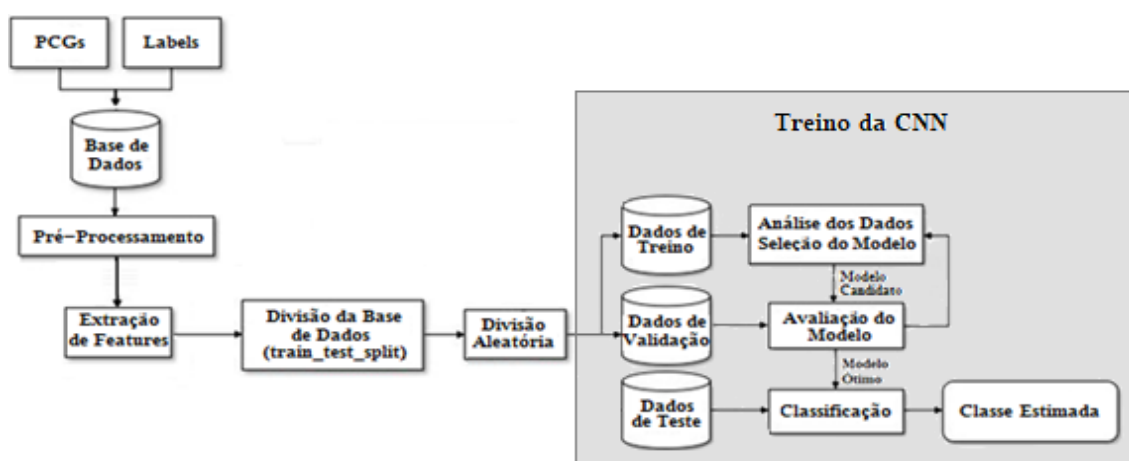 PCGs
Labels
Base de
Dados
Pré-Processamento
Extração
de Features
Divisão da Base
de Dados
(train_test_split)
Divisão
Aleatória
Treino da CNN
Dados de
Treino
Análise dos Dados
Seleção do Modelo
Modelo
Candidato
Dados de
Validação
Avaliação do
Modelo
Modelo
Ótimo
Dados
de Teste
Classificação
Classe Estimada